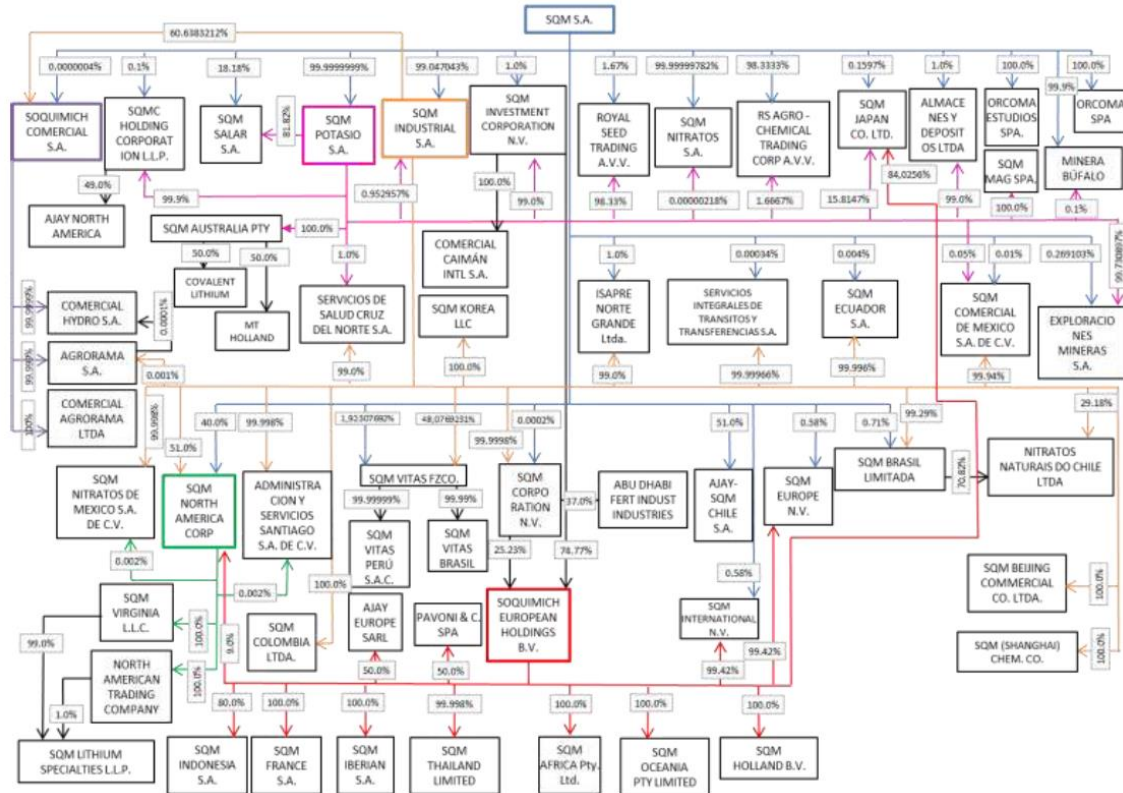 SQM S.A.
60.6383212%
0.0000004%
0.1%
18.18%
99.9999999%
99.047043%
1.0%
1.67%
99.99999782%
98.3333%
0.1597%
1.0%
100.0%
99.9%
100.0%
SOQUIMICH
COMERCIAL
S.A.
SQMC
HOLDING
CORPORAT
ION L.L.P.
SQM
SALAR
S.A.
81.82%
SQM
POTASIO
S.A.
SQM
INDUSTRIAL
S.A.
SQM
INVESTMENT
CORPORATION
N.V.
ROYAL
SEED
TRADING
A.V.V.
SQM
NITRATOS
S.A.
RS AGRO -
CHEMICAL
TRADING
CORP A.V.V.
SQM
JAPAN
CO. LTD.
ALMACE
NES Y
DEPOSIT
OS LTDA
ORCOMA
ESTUDIOS
SPA.
ORCOMA
SPA
SQM
MAG SPA.
MINERA
BÚFALO
49.0%
99.9%
0.952957%
100.0%
99.0%
98.33%
0.00000218%
1.6667%
15.8147%
84,0256%
99.0%
100.0%
0.1%
AJAY NORTH
AMERICA
SQM AUSTRALIA PTY
100.0%
50.0%
50.0%
1.0%
COVALENT
LITHIUM
MT
HOLLAND
COMERCIAL
CAIMÁN
INTL S.A.
SERVICIOS DE
SALUD CRUZ
DEL NORTE S.A.
SQM KOREA
LLC
1.0%
0.00034%
0.004%
0.05%
0.01%
0.269103%
99.730897%
ISAPRE
NORTE
GRANDE
Ltda.
SERVICIOS
INTEGRALES DE
TRANSITOS Y
TRANSFERENCIAS S.A.
SQM
ECUADOR
S.A.
SQM
COMERCIAL
DE MEXICO
S.A. DE C.V.
EXPLORACIO
NES
MINERAS
S.A.
99.9999%
COMERCIAL
HYDRO S.A.
0.0001%
99.999%
AGRORAMA
S.A.
0.001%
100%
COMERCIAL
AGRORAMA
LTDA
99.0%
100.0%
99.0%
99.99966%
99.996%
99.94%
99.998%
51.0%
40.0%
99.998%
1,92307692%
48,0769231%
99.9998%
0.0002%
51.0%
0.58%
0.71%
99.29%
29.18%
SQM
NITRATOS DE
MEXICO S.A.
DE C.V.
SQM
NORTH
AMERICA
CORP
ADMINISTRA
CION Y
SERVICIOS
SANTIAGO
S.A. DE C.V.
SQM VITAS FZCO.
99.99999%
99.99%
SQM
VITAS
PERÚ
S.A.C.
SQM
VITAS
BRASIL
SQM
CORPO
RATION
N.V.
37.0%
ABU DHABI
FERT INDUST
INDUSTRIES
AJAY-
SQM
CHILE
S.A.
SQM
EUROPE
N.V.
SQM BRASIL
LIMITADA
70.82%
NITRATOS
NATURAIS DO CHILE
LTDA
25.23%
74.77%
0.002%
0.002%
100.0%
0.58%
SQM
VIRGINIA
L.L.C.
99.0%
100.0%
9.0%
SQM
COLOMBIA
LTDA.
AJAY
EUROPE
SARL
PAVONI & C.
SPA
SOQUIMICH
EUROPEAN
HOLDINGS
B.V.
SQM
INTERNATIONAL
N.V.
99.42%
99.42%
SQM BEIJING
COMMERCIAL
CO. LTDA.
100.0%
SQM (SHANGHAI)
CHEM. CO.
100.0%
NORTH
AMERICAN
TRADING
COMPANY
100.0%
1.0%
50.0%
50.0%
80.0%
100.0%
100.0%
99.998%
100.0%
100.0%
100.0%
SQM LITHIUM
SPECIALTIES L.L.P.
SQM
INDONESIA
S.A.
SQM
FRANCE
S.A.
SQM
IBERIAN
S.A.
SQM
THAILAND
LIMITED
SQM
AFRICA Pty.
Ltd.
SQM
OCEANIA
PTY LIMITED
SQM
HOLLAND B.V.